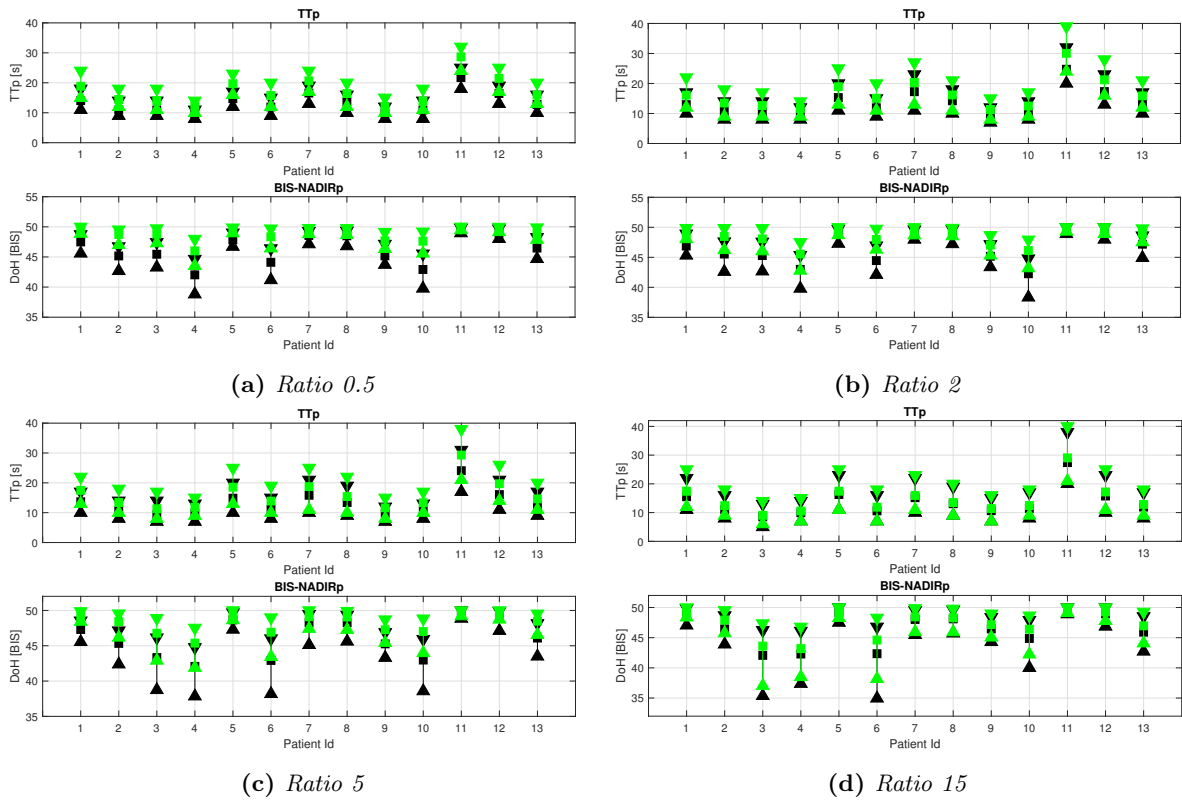 TTp
40
30
20
10
0
TTp [s]
1 2 3 4 5 6 7 8 9 10 11 12 13
Patient Id
BIS-NADIRp
55
50
45
40
35
DoH [BIS]
1 2 3 4 5 6 7 8 9 10 11 12 13
Patient Id
(a) Ratio 0.5
TTp
40
30
20
10
0
TTp [s]
1 2 3 4 5 6 7 8 9 10 11 12 13
Patient Id
BIS-NADIRp
55
50
45
40
35
DoH [BIS]
1 2 3 4 5 6 7 8 9 10 11 12 13
Patient Id
(b) Ratio 2
TTp
40
30
20
10
0
TTp [s]
1 2 3 4 5 6 7 8 9 10 11 12 13
Patient Id
BIS-NADIRp
50
45
40
35
DoH [BIS]
1 2 3 4 5 6 7 8 9 10 11 12 13
Patient Id
(c) Ratio 5
TTp
40
30
20
10
0
TTp [s]
1 2 3 4 5 6 7 8 9 10 11 12 13
Patient Id
BIS-NADIRp
50
45
40
35
DoH [BIS]
1 2 3 4 5 6 7 8 9 10 11 12 13
Patient Id
(d) Ratio 15